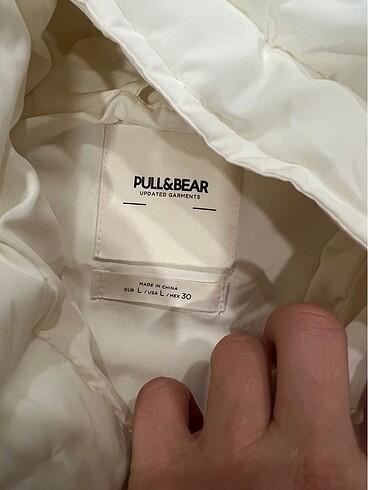 PULL&BEAR
UPDATED GARMENTS
MADE IN CHINA
EUR L / USA L / MEX 30